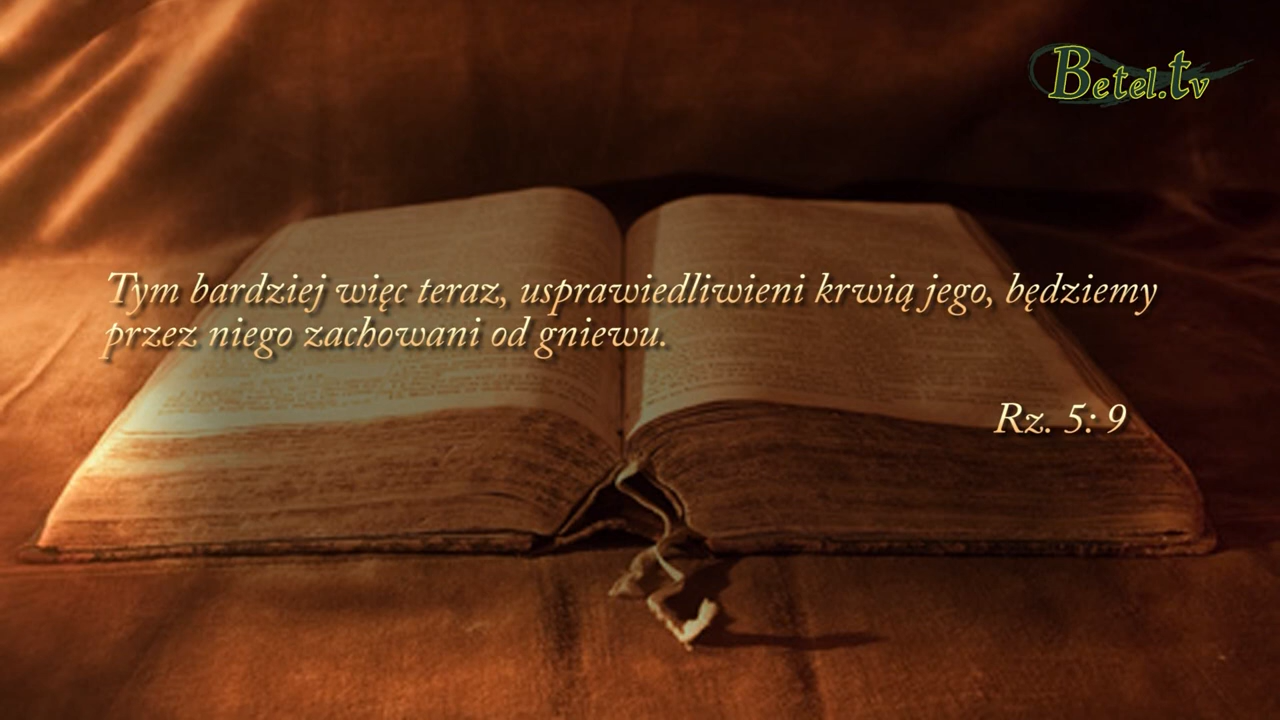 Betel.tv
Tym bardziej więc teraz, usprawiedliwieni krwią jego, będziemy
przez niego zachowani od gniewu.
Rz. 5: 9